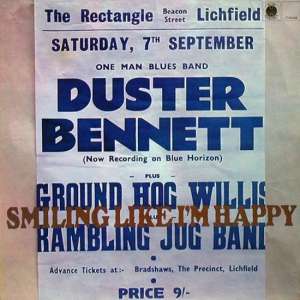 The Rectangle Beacon Street Lichfield
SATURDAY, 7TH SEPTEMBER
ONE MAN BLUES BAND
DUSTER
BENNETT
(Now Recording on Blue Horizon)
- PLUS -
GROUND HOG WILLIS
SMILING LIKE I'M HAPPY
RAMBLING JUG BAND
Advance Tickets at:- Bradshaws, The Precinct, Lichfield
PRICE 9/-